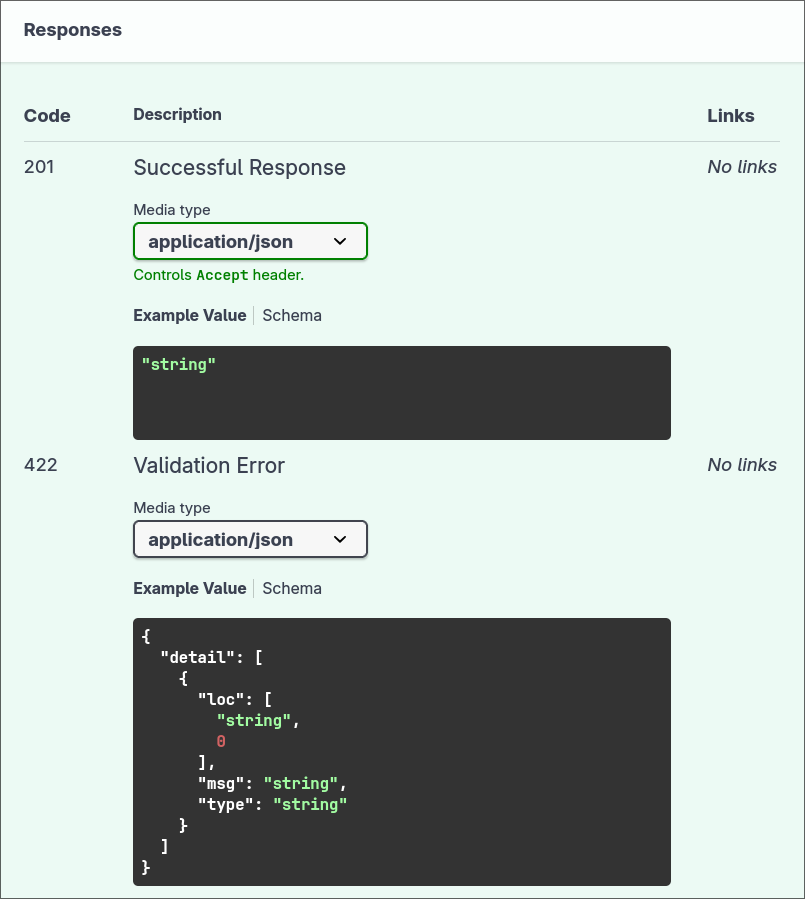 Responses
Code Description Links
201 Successful Response No links
Media type
application/json
Controls Accept header.
Example Value Schema
"string"
422 Validation Error No links
Media type
application/json
Example Value Schema
{
  "detail": [
    {
      "loc": [
        "string",
        0
      ],
      "msg": "string",
      "type": "string"
    }
  ]
}